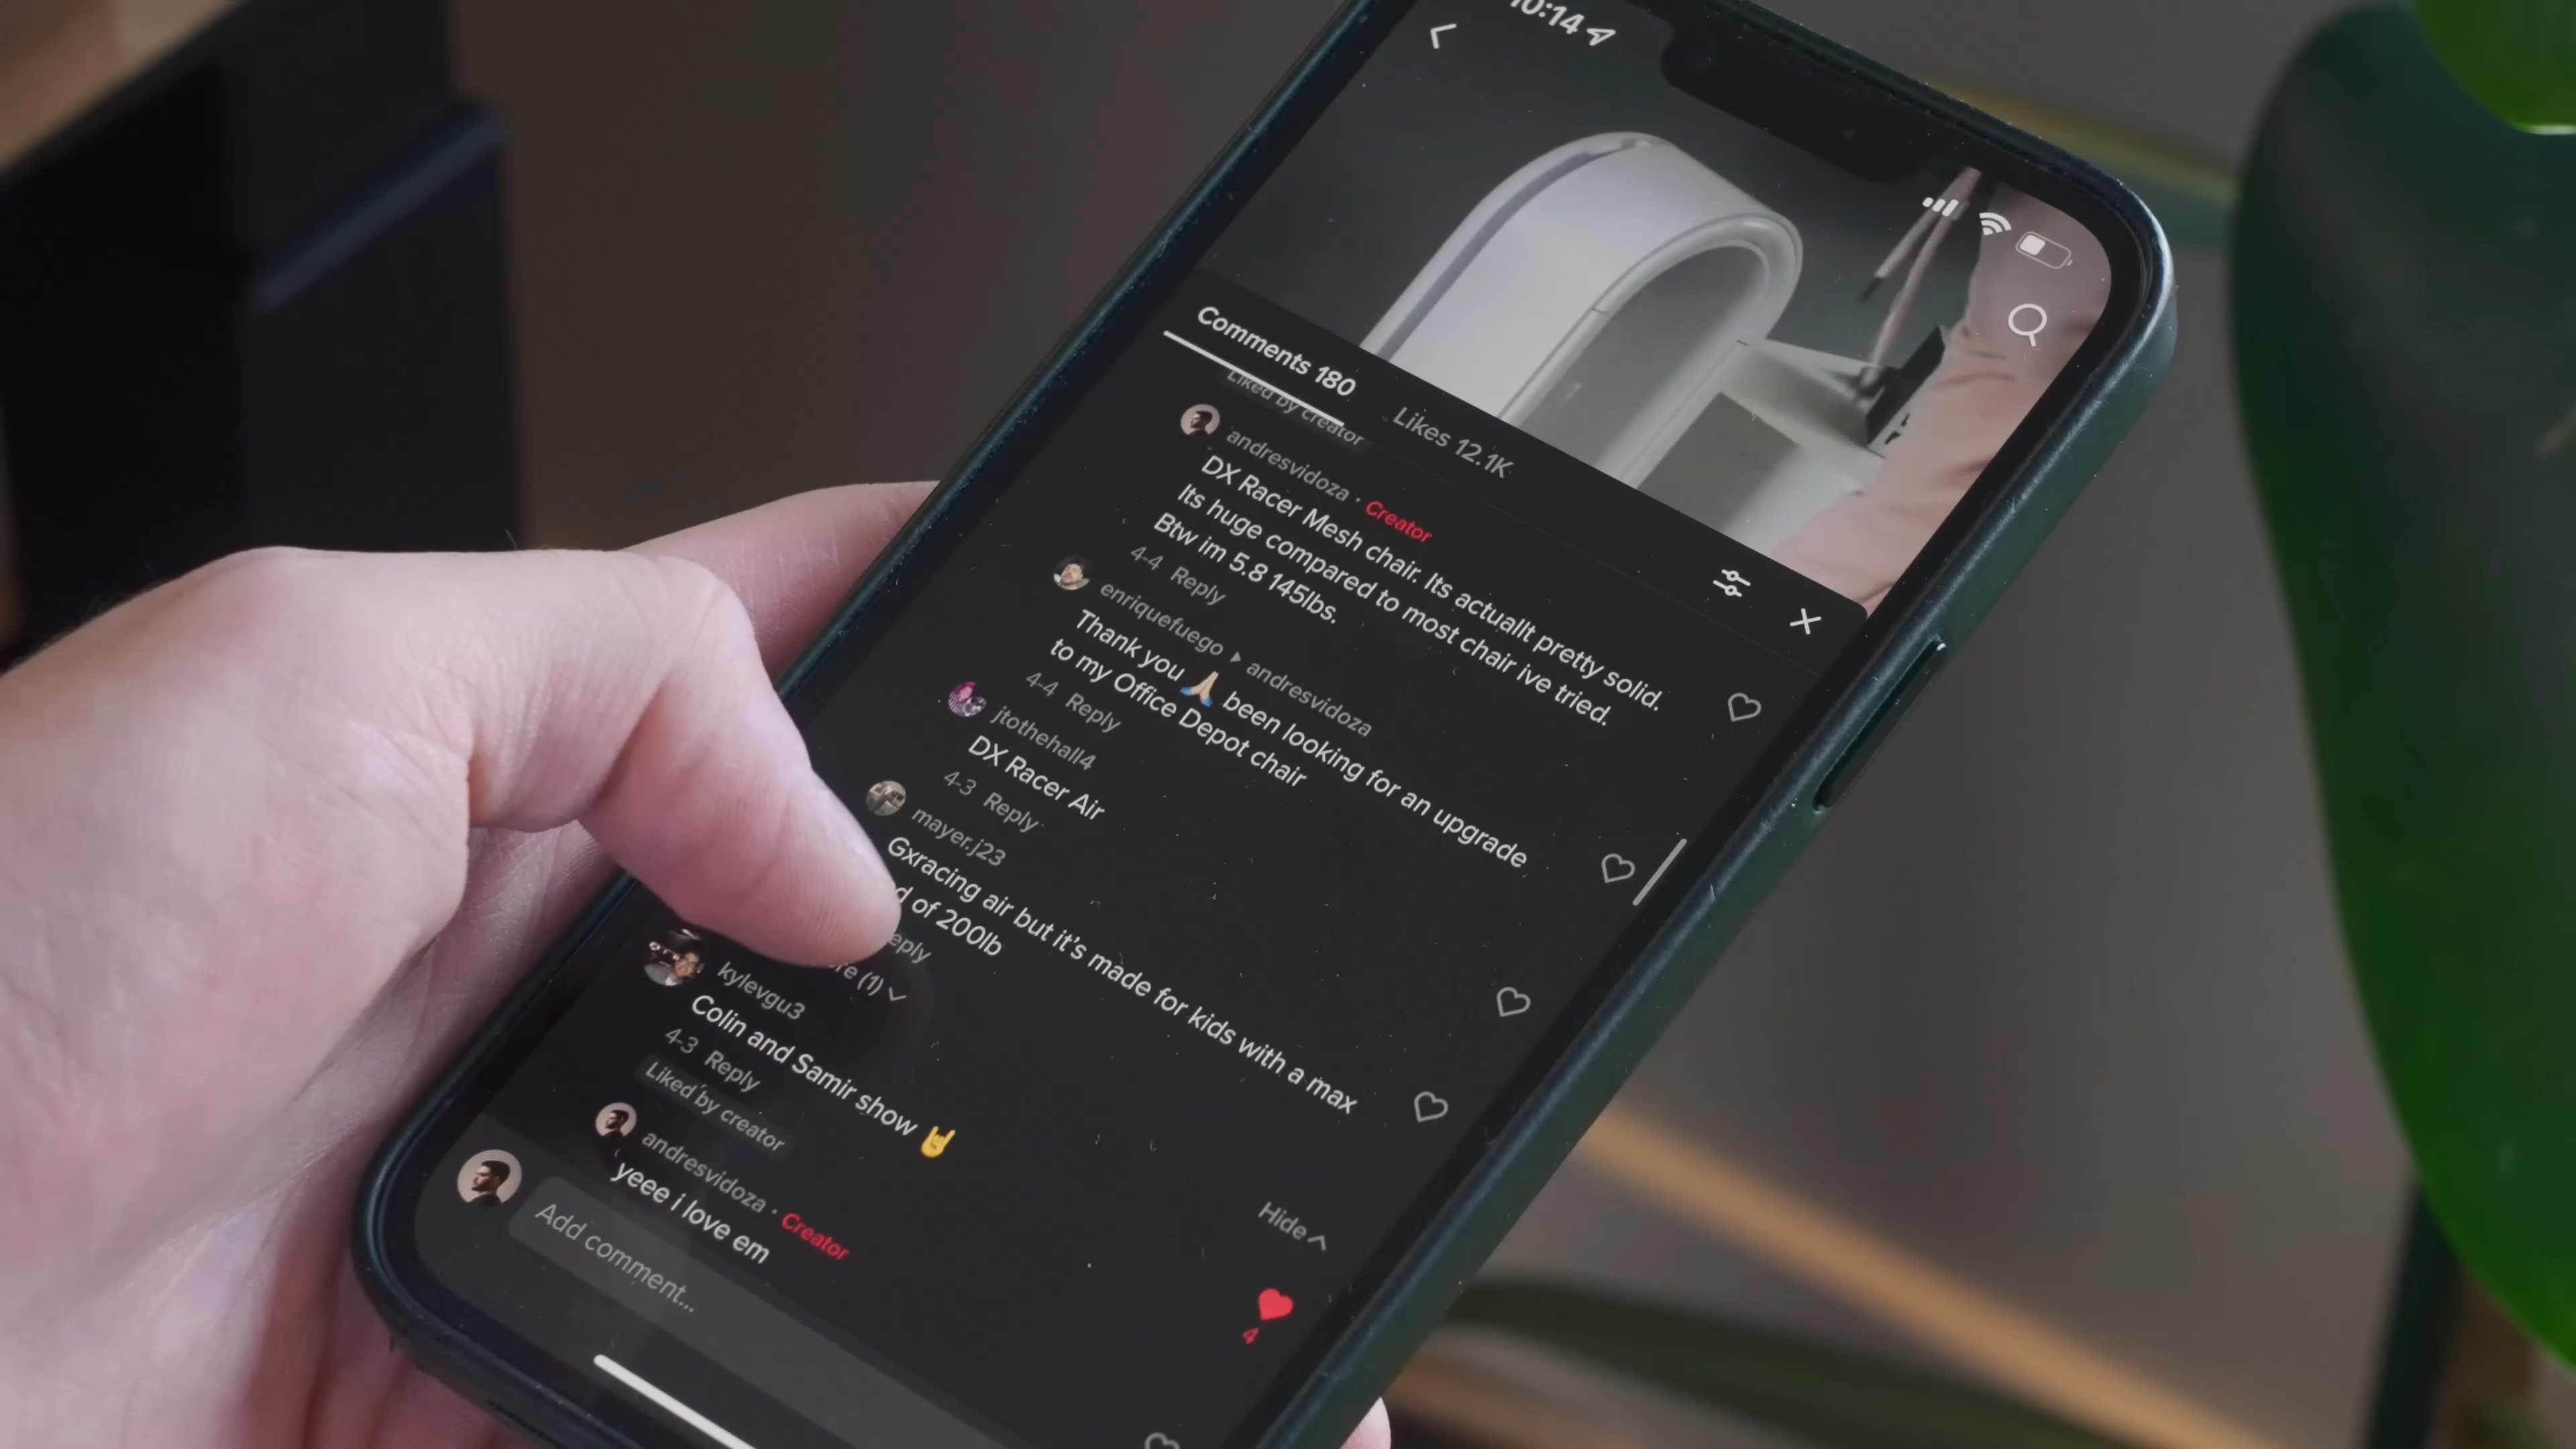 10:14
Comments 180
Likes 12.1K
Liked by creator
andresvidoza · Creator
DX Racer Mesh chair. Its actuallt pretty solid.
Its huge compared to most chair ive tried.
Btw im 5.8 145lbs.
4-4 Reply
enriquefuego ▸ andresvidoza
Thank you 🙏 been looking for an upgrade
to my Office Depot chair
4-4 Reply
jtothehall4
DX Racer Air
4-3 Reply
mayer.j23
Gxracing air but it's made for kids with a max
of 200lb
(1)
Hide
kylevgu3
Colin and Samir show 🤘
4-3 Reply
Liked by creator
4
andresvidoza · Creator
yeee i love em
Add comment...